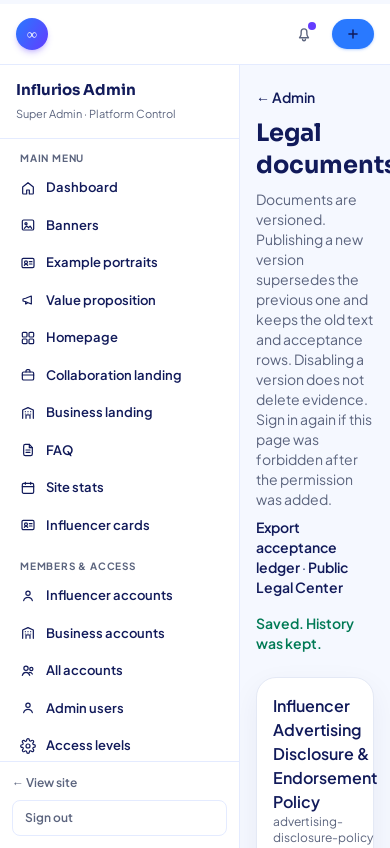 ∞
+
Influrios Admin
Super Admin · Platform Control
MAIN MENU
Dashboard
Banners
Example portraits
Value proposition
Homepage
Collaboration landing
Business landing
FAQ
Site stats
Influencer cards
MEMBERS & ACCESS
Influencer accounts
Business accounts
All accounts
Admin users
Access levels
← View site
Sign out
← Admin
Legal
documents
Documents are
versioned.
Publishing a new
version
supersedes the
previous one and
keeps the old text
and acceptance
rows. Disabling a
version does not
delete evidence.
Sign in again if this
page was
forbidden after
the permission
was added.
Export
acceptance
ledger · Public
Legal Center
Saved. History
was kept.
Influencer
Advertising
Disclosure &
Endorsement
Policy
advertising-
disclosure-policy